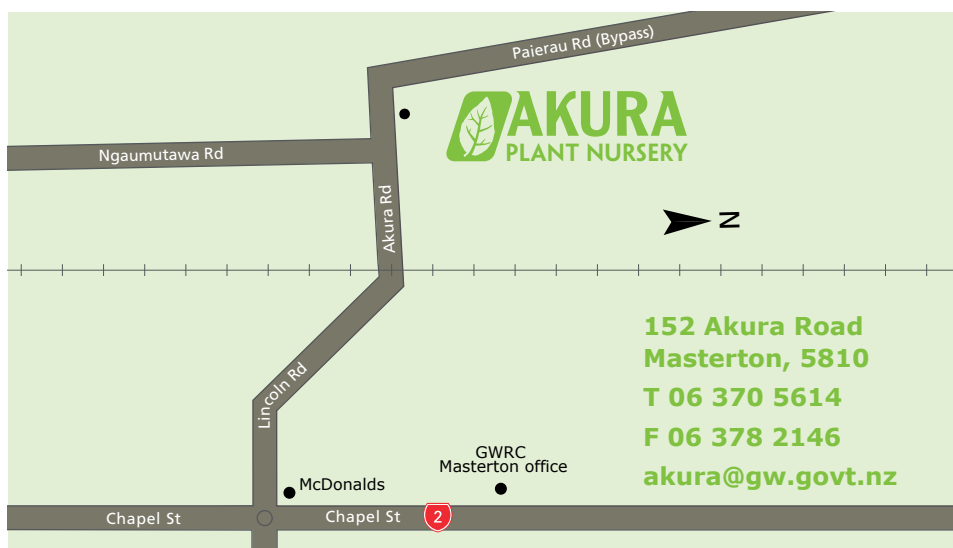 Paierau Rd (Bypass)
AKURA
PLANT NURSERY
Ngaumutawa Rd
Akura Rd
N
152 Akura Road
Masterton, 5810
T 06 370 5614
F 06 378 2146
akura@gw.govt.nz
Lincoln Rd
GWRC
Masterton office
McDonalds
Chapel St
Chapel St
2